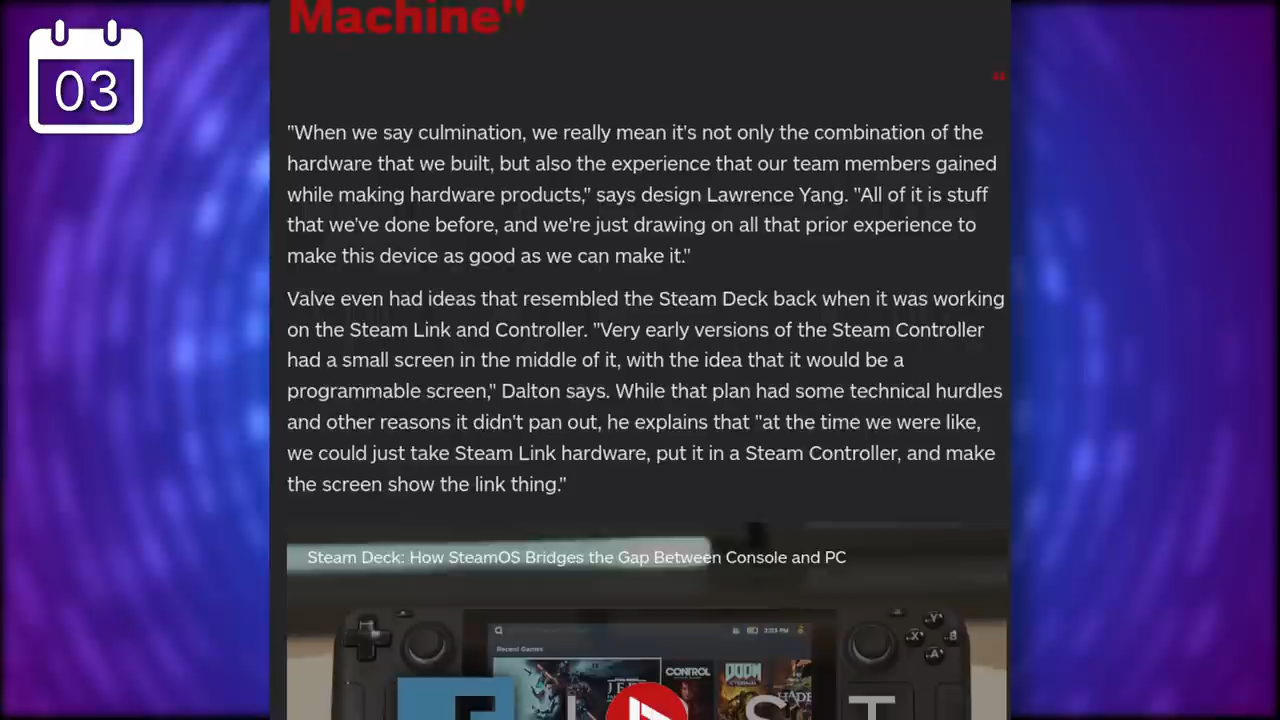 03
Machine"
"When we say culmination, we really mean it's not only the combination of the
hardware that we built, but also the experience that our team members gained
while making hardware products," says design Lawrence Yang. "All of it is stuff
that we've done before, and we're just drawing on all that prior experience to
make this device as good as we can make it."
Valve even had ideas that resembled the Steam Deck back when it was working
on the Steam Link and Controller. "Very early versions of the Steam Controller
had a small screen in the middle of it, with the idea that it would be a
programmable screen," Dalton says. While that plan had some technical hurdles
and other reasons it didn't pan out, he explains that "at the time we were like,
we could just take Steam Link hardware, put it in a Steam Controller, and make
the screen show the link thing."
Steam Deck: How SteamOS Bridges the Gap Between Console and PC
3:03 PM
Recent Games
Y
X B
A
JEDI
CONTROL
DOOM
HADE